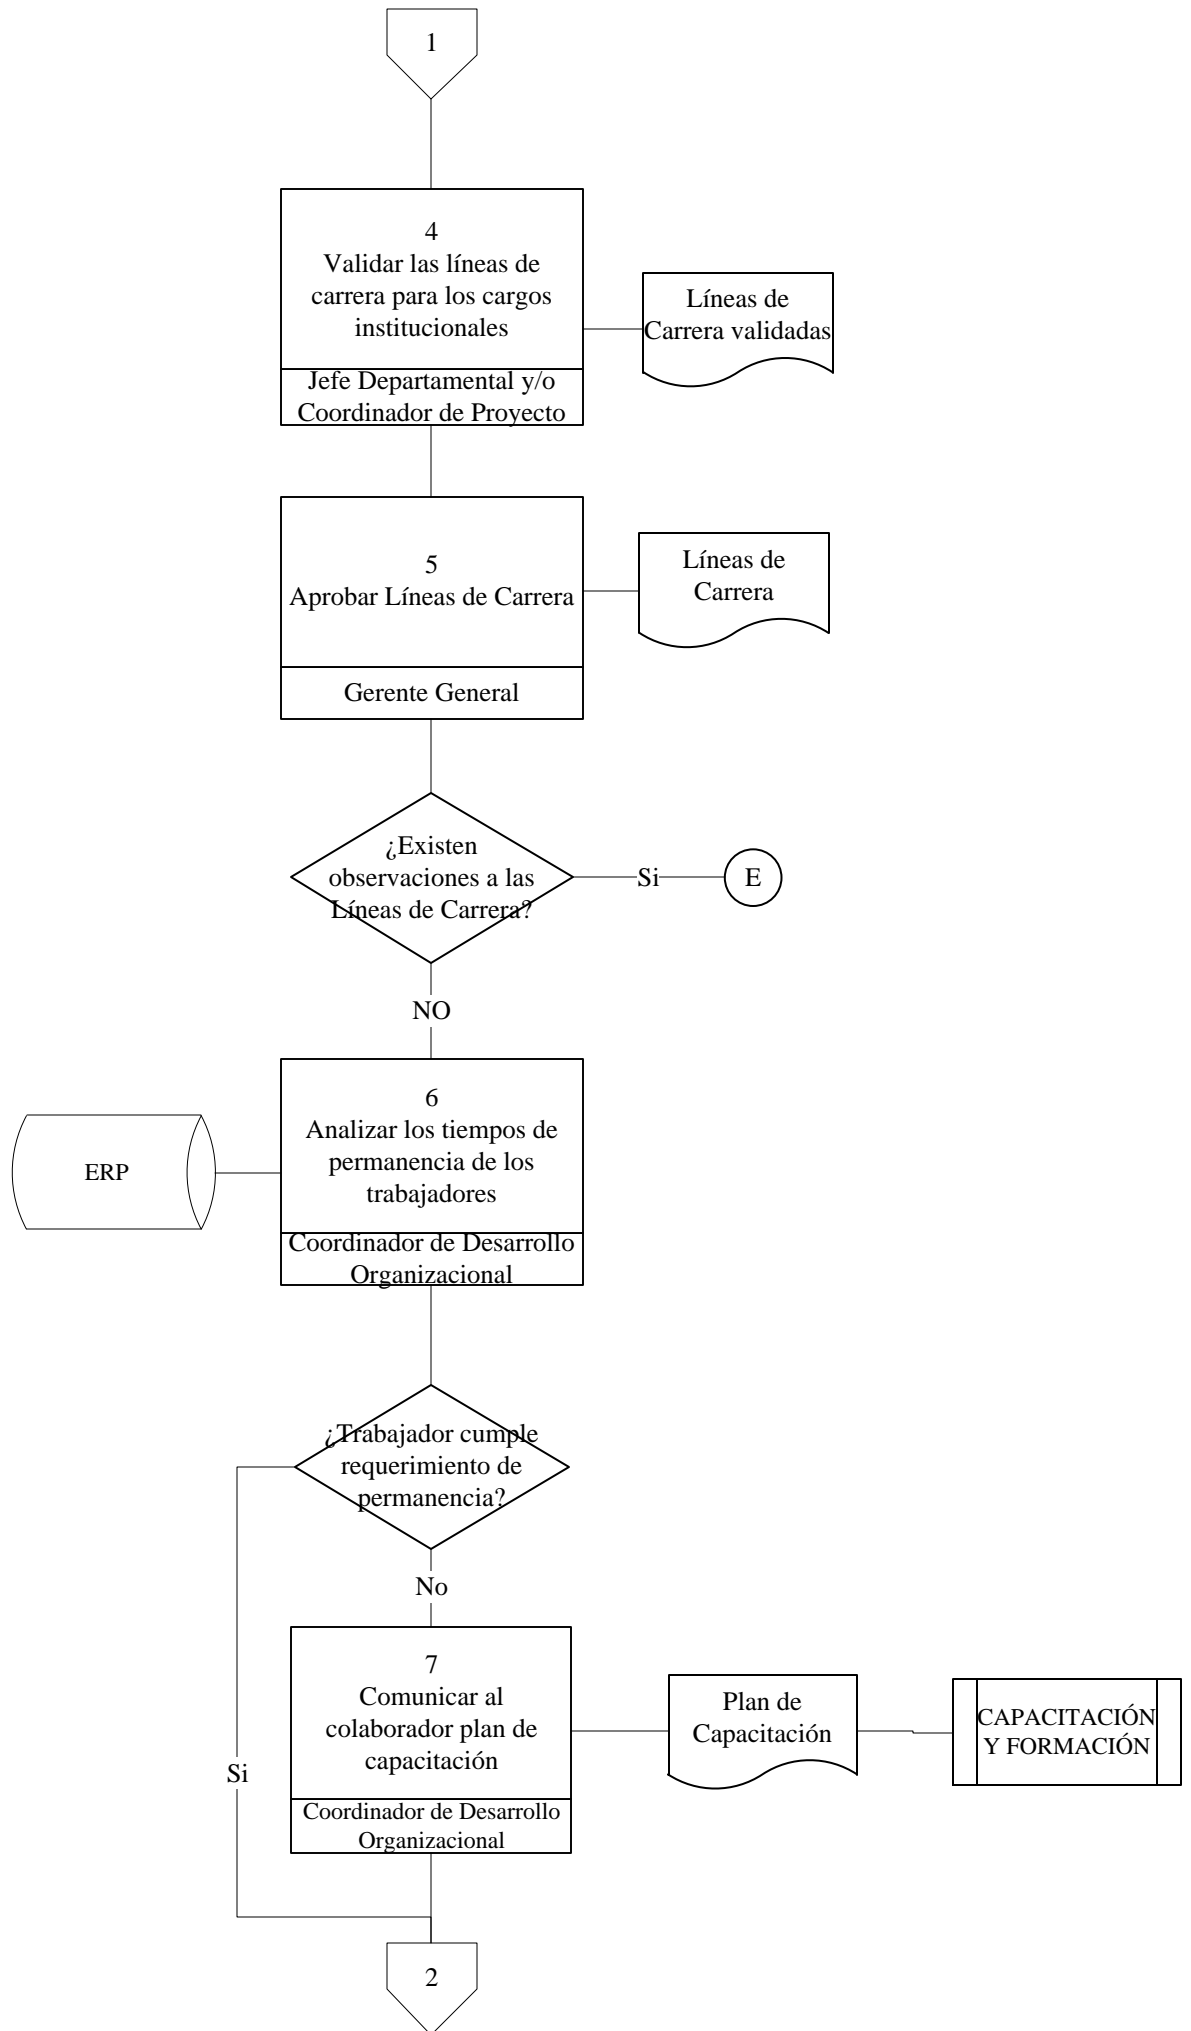 1
4
Validar las líneas de
carrera para los cargos
institucionales
Jefe Departamental y/o
Coordinador de Proyecto
Líneas de
Carrera validadas
5
Aprobar Líneas de Carrera
Gerente General
Líneas de
Carrera
¿Existen
observaciones a las
Líneas de Carrera?
Si
E
NO
6
Analizar los tiempos de
permanencia de los
trabajadores
Coordinador de Desarrollo
Organizacional
ERP
¿Trabajador cumple
requerimiento de
permanencia?
No
Si
7
Comunicar al
colaborador plan de
capacitación
Coordinador de Desarrollo
Organizacional
Plan de
Capacitación
CAPACITACIÓN
Y FORMACIÓN
2